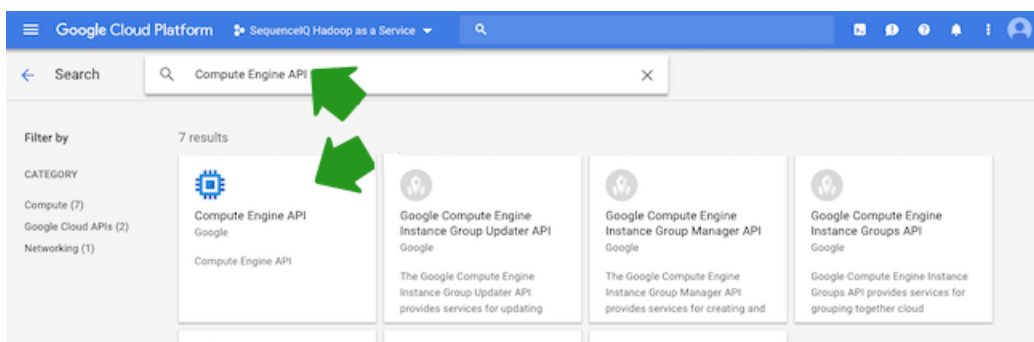 Google Cloud Platform
SequenceIQ Hadoop as a Service
Search
Compute Engine API
Filter by
7 results
CATEGORY
Compute (7)
Google Cloud APIs (2)
Networking (1)
Compute Engine API
Google
Compute Engine API
Google Compute Engine
Instance Group Updater API
Google
The Google Compute Engine
Instance Group Updater API
provides services for updating
Google Compute Engine
Instance Group Manager API
Google
The Google Compute Engine
Instance Group Manager API
provides services for creating and
Google Compute Engine
Instance Groups API
Google
Google Compute Engine Instance
Groups API provides services for
grouping together cloud